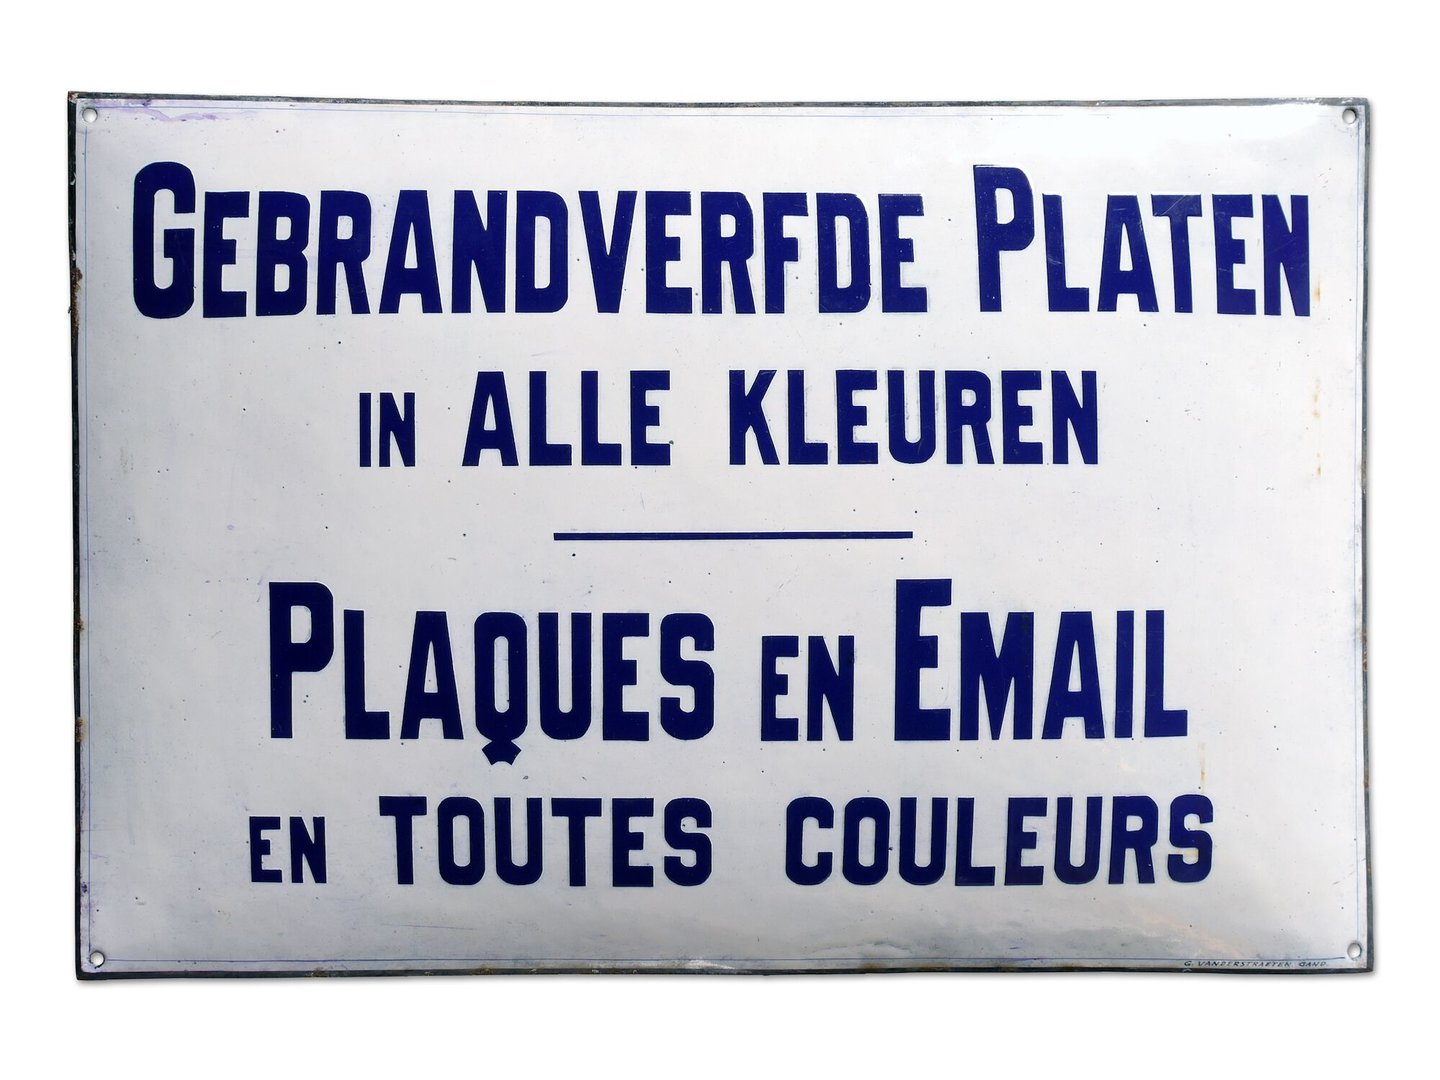 GEBRANDVERFDE PLATEN
IN ALLE KLEUREN
PLAQUES EN EMAIL
EN TOUTES COULEURS
G. VANDERSTRAETEN. GAND.